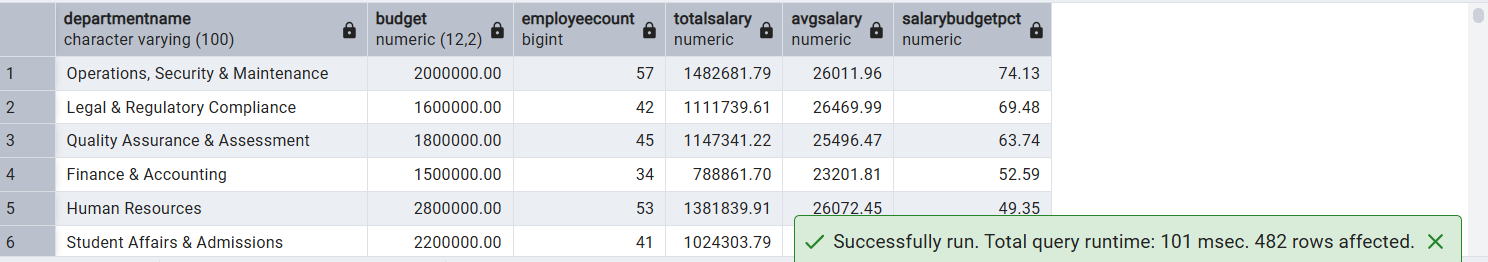 departmentname budget employeecount totalsalary avgsalary salarybudgetpct
character varying (100) numeric (12,2) bigint numeric numeric numeric
1 Operations, Security & Maintenance 2000000.00 57 1482681.79 26011.96 74.13
2 Legal & Regulatory Compliance 1600000.00 42 1111739.61 26469.99 69.48
3 Quality Assurance & Assessment 1800000.00 45 1147341.22 25496.47 63.74
4 Finance & Accounting 1500000.00 34 788861.70 23201.81 52.59
5 Human Resources 2800000.00 53 1381839.91 26072.45 49.35
6 Student Affairs & Admissions 2200000.00 41 1024303.79
Successfully run. Total query runtime: 101 msec. 482 rows affected.